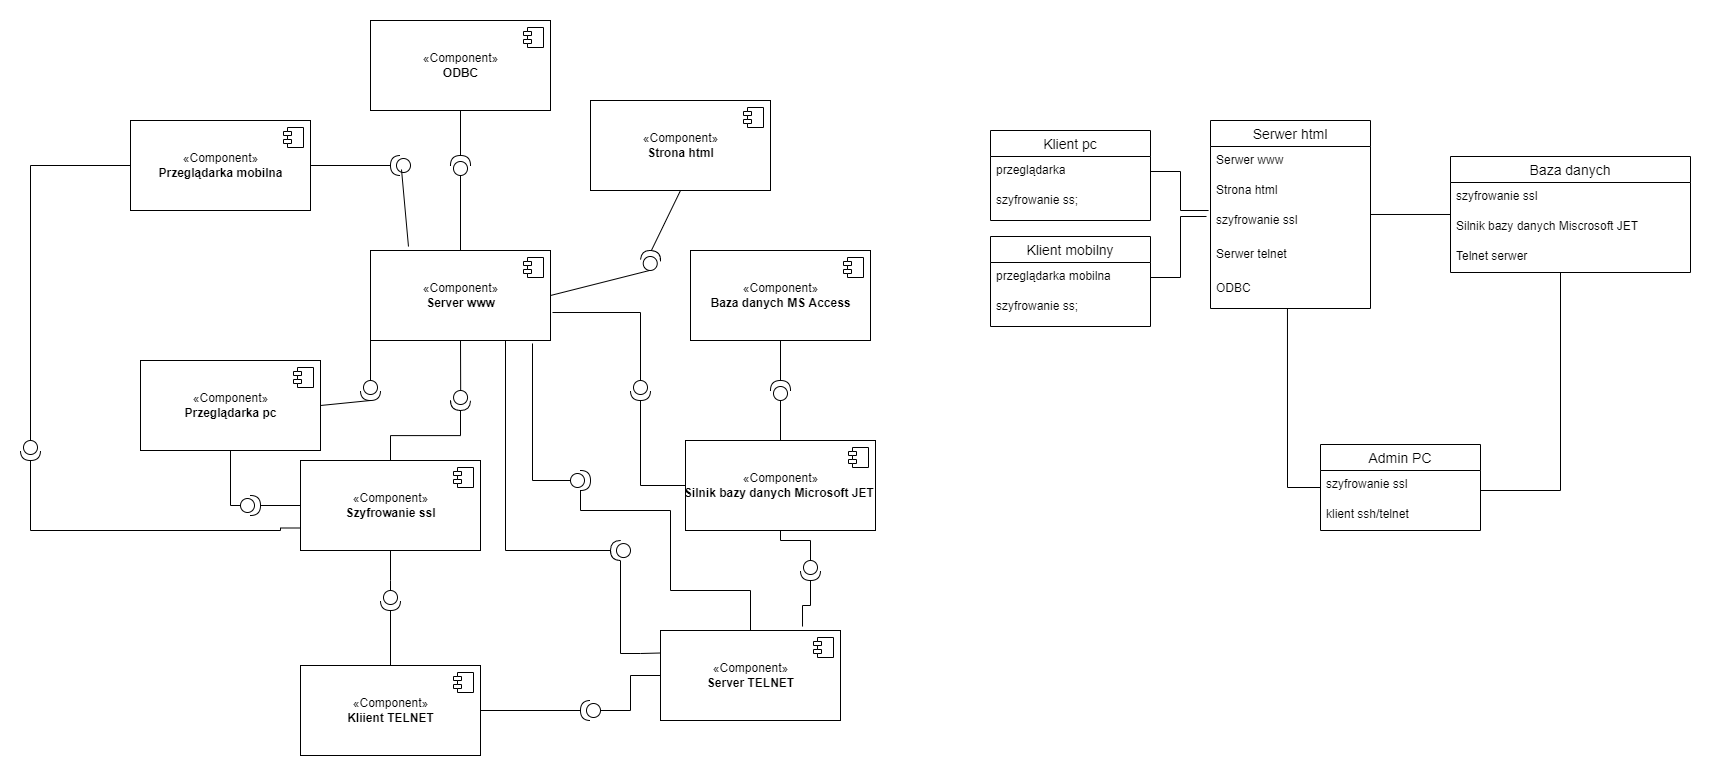 «Component»
ODBC
«Component»
Strona html
«Component»
Przeglądarka mobilna
«Component»
Server www
«Component»
Baza danych MS Access
«Component»
Przeglądarka pc
«Component»
Silnik bazy danych Microsoft JET
«Component»
Szyfrowanie ssl
«Component»
Server TELNET
«Component»
Kliient TELNET
Klient pc
przeglądarka
szyfrowanie ss;
Klient mobilny
przeglądarka mobilna
szyfrowanie ss;
Serwer html
Serwer www
Strona html
szyfrowanie ssl
Serwer telnet
ODBC
Baza danych
szyfrowanie ssl
Silnik bazy danych Miscrosoft JET
Telnet serwer
Admin PC
szyfrowanie ssl
klient ssh/telnet